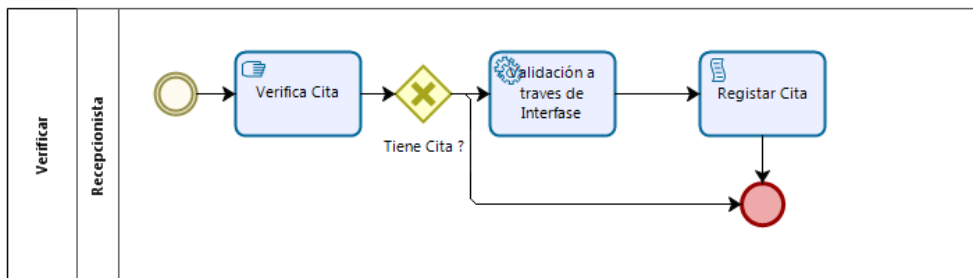 Verificar
Recepcionista
Verifica Cita
Tiene Cita ?
Validación a
traves de
Interfase
Registar Cita